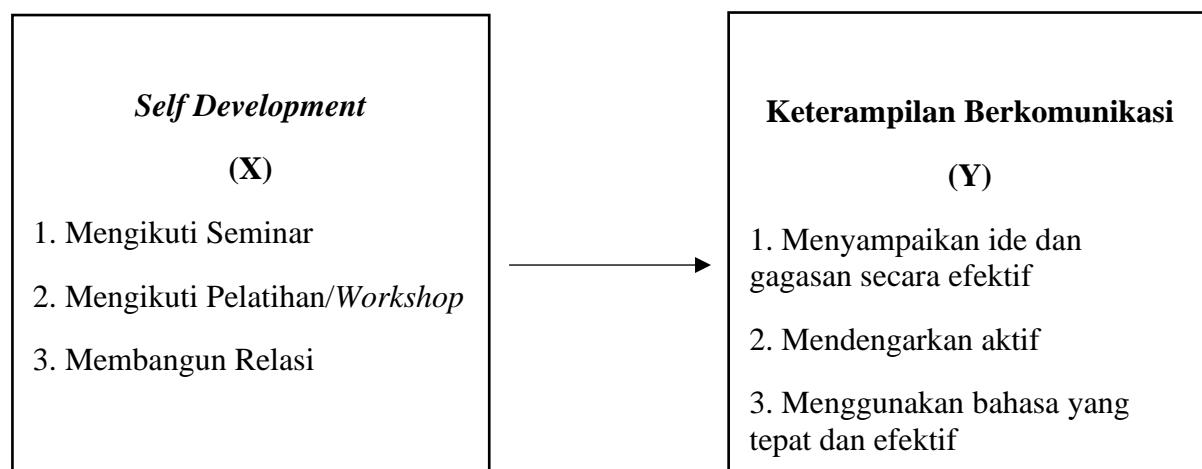 Self Development
(X)
1. Mengikuti Seminar
2. Mengikuti Pelatihan/Workshop
3. Membangun Relasi
Keterampilan Berkomunikasi
(Y)
1. Menyampaikan ide dan
gagasan secara efektif
2. Mendengarkan aktif
3. Menggunakan bahasa yang
tepat dan efektif